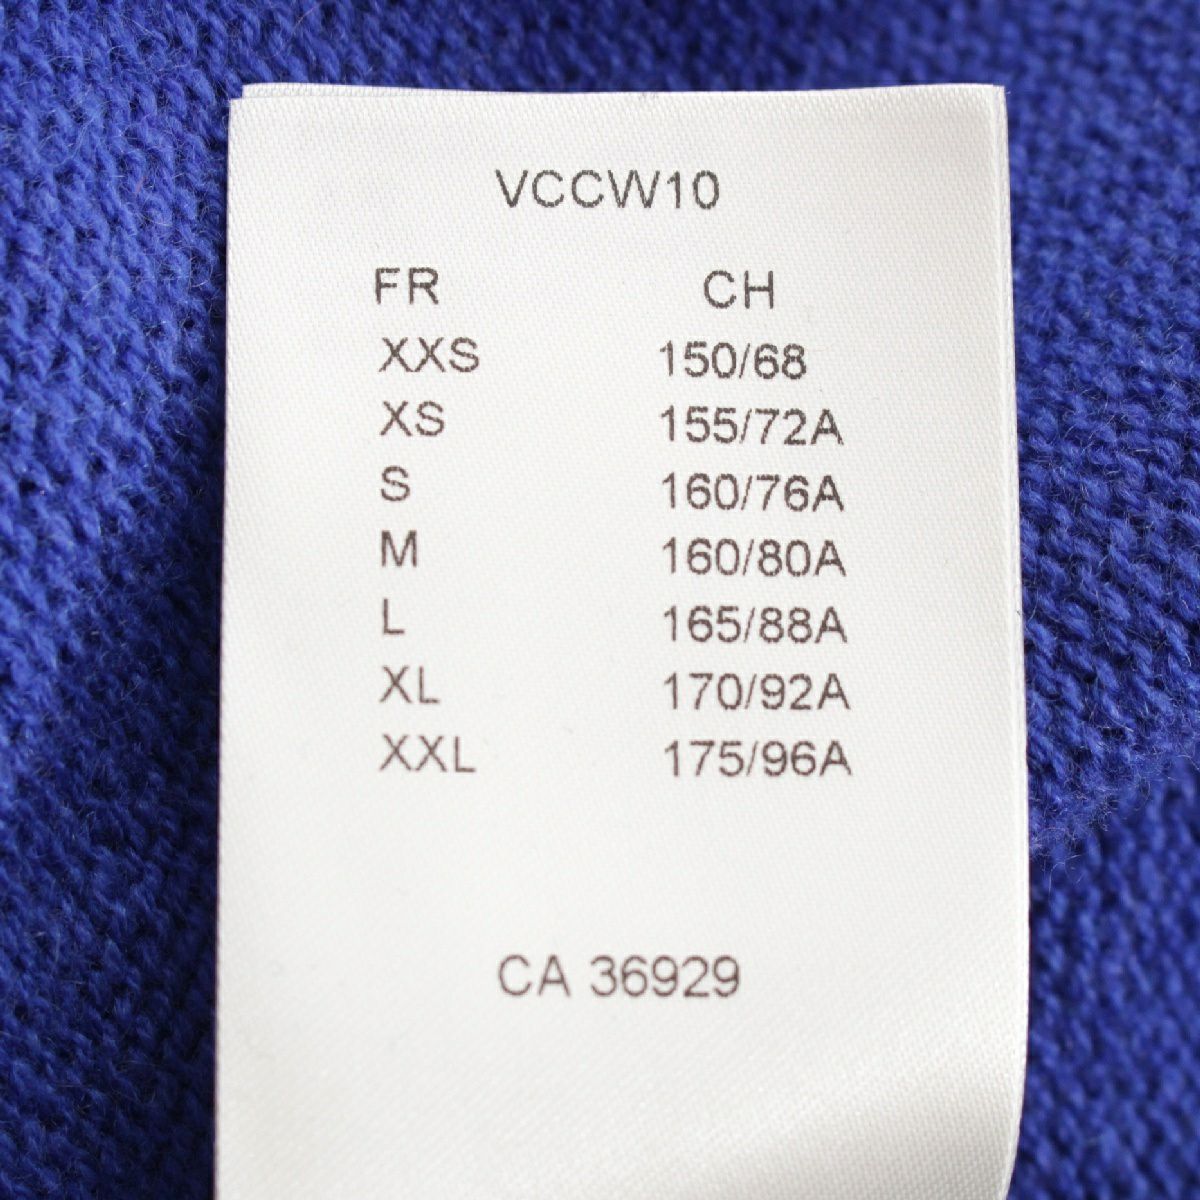 VCCW10
FR CH
XXS 150/68
XS 155/72A
S 160/76A
M 160/80A
L 165/88A
XL 170/92A
XXL 175/96A
CA 36929